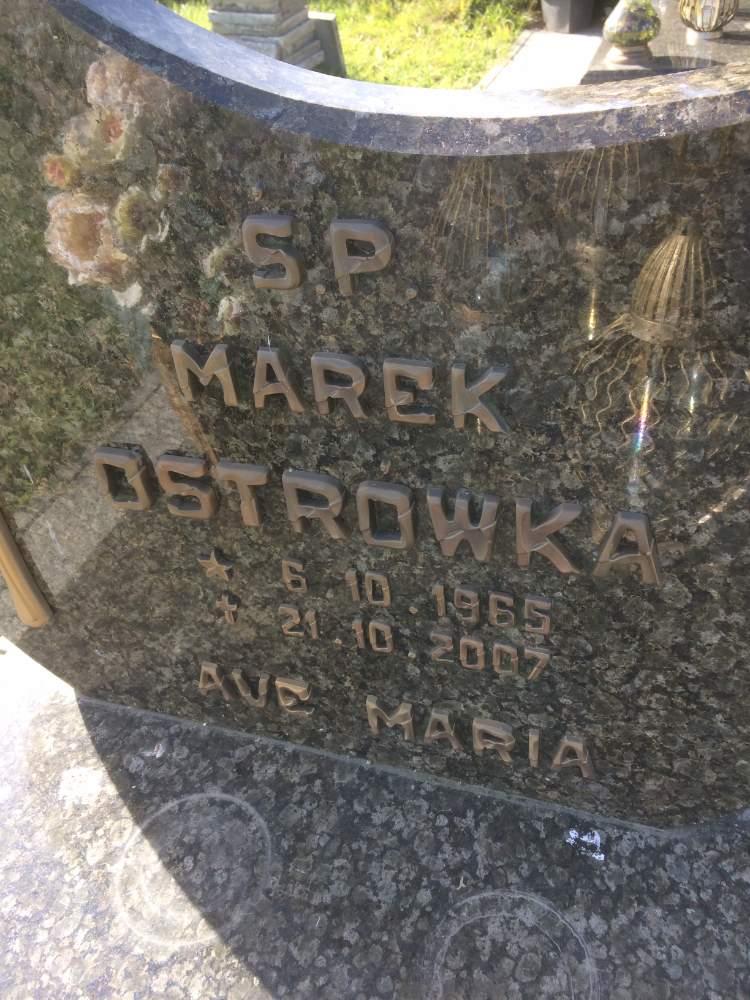 S.P.
MAREK
OSTROWKA
* 6.10.1965
✝ 21.10.2007
AVE MARIA